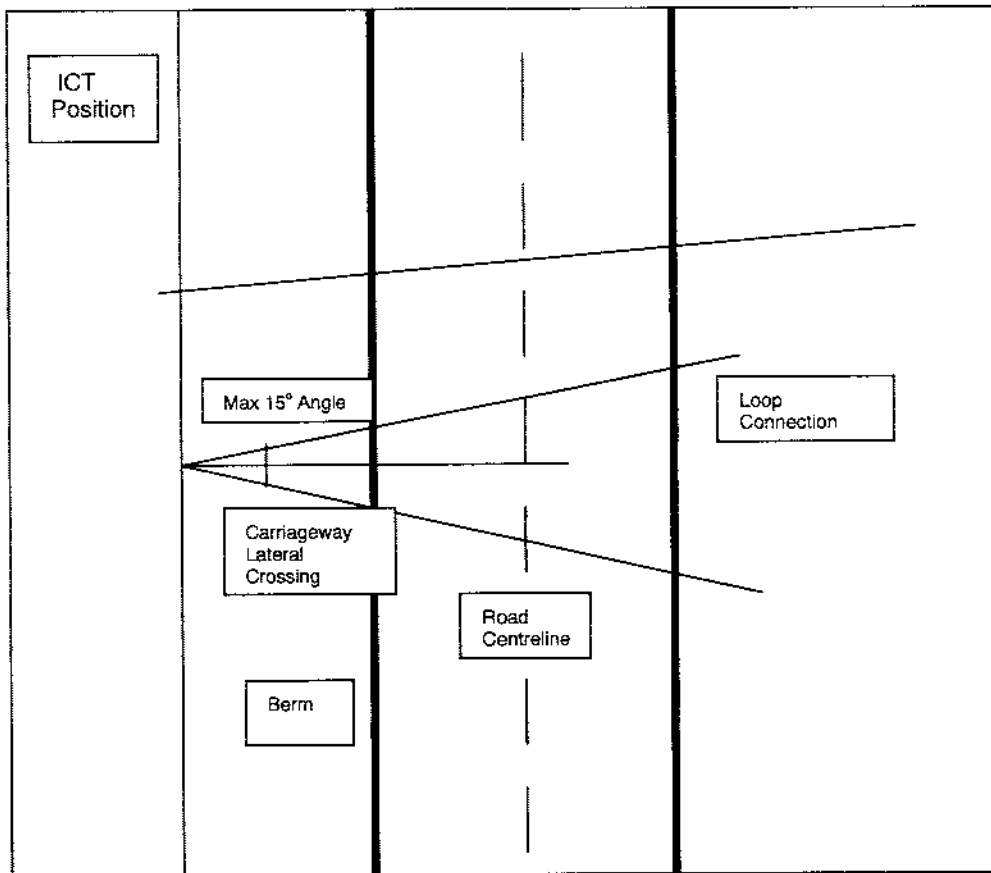 ICT
Position
Max 15° Angle
Loop
Connection
Carriageway
Lateral
Crossing
Road
Centreline
Berm